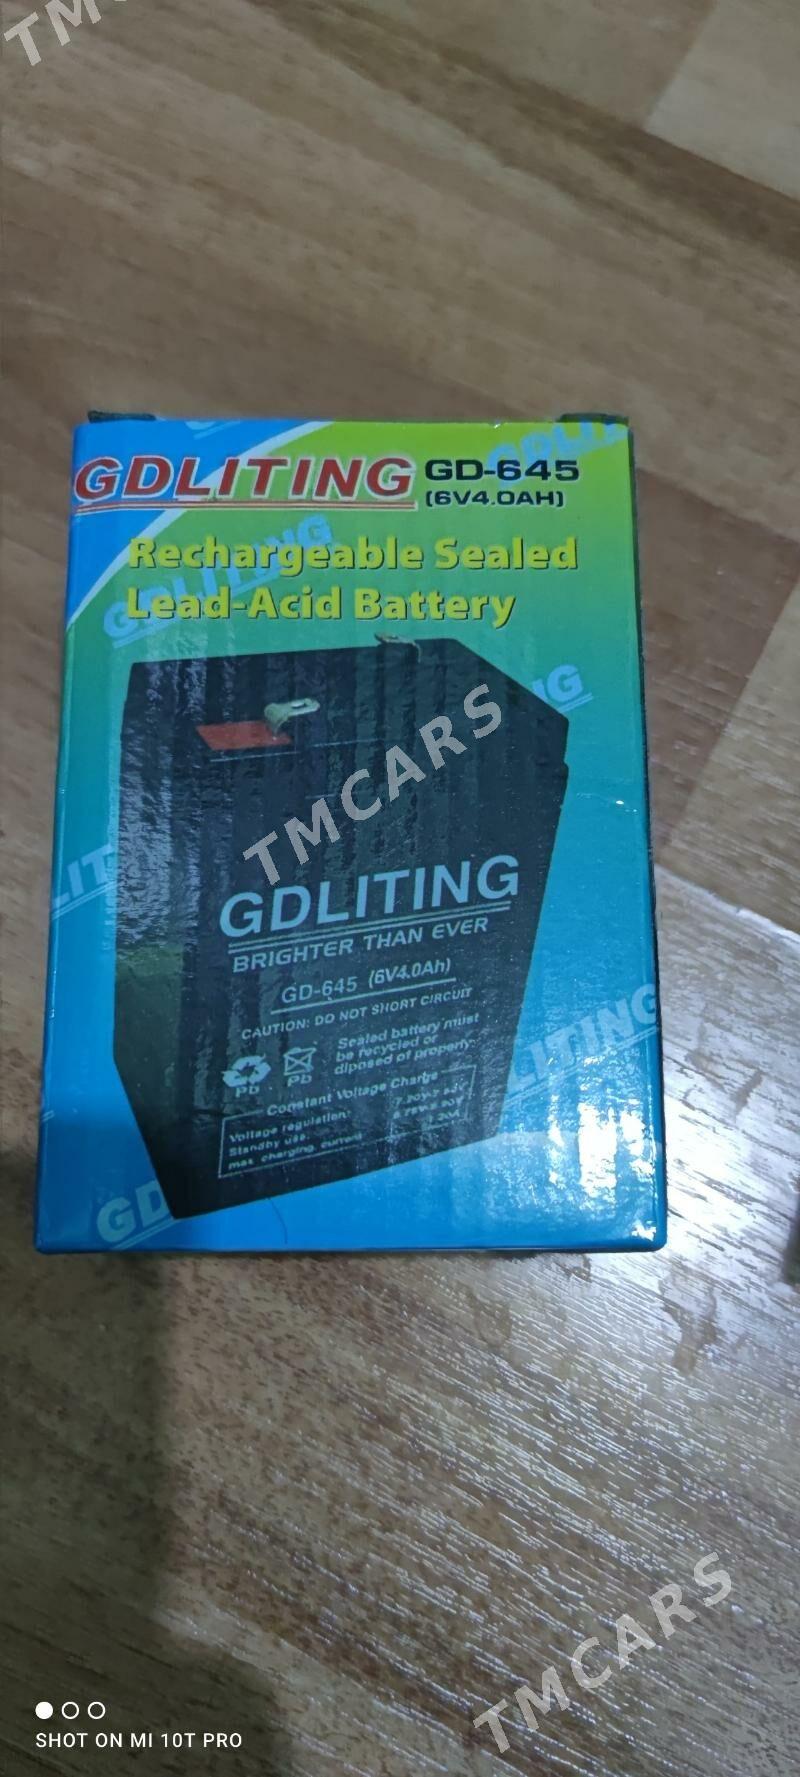 GDLITING GD-645
(6V4.0AH)
Rechargeable Sealed
Lead-Acid Battery
TMCARS
GDLITING
BRIGHTER THAN EVER
GD-645 (6V4.0Ah)
CAUTION: DO NOT SHORT CIRCUIT
Sealed battery must
be recycled or
diposed of property
Pb Pb
Constant Voltage Charge
Voltage regulation:
Standby use:
max charging current
TMCARS
SHOT ON MI 10T PRO